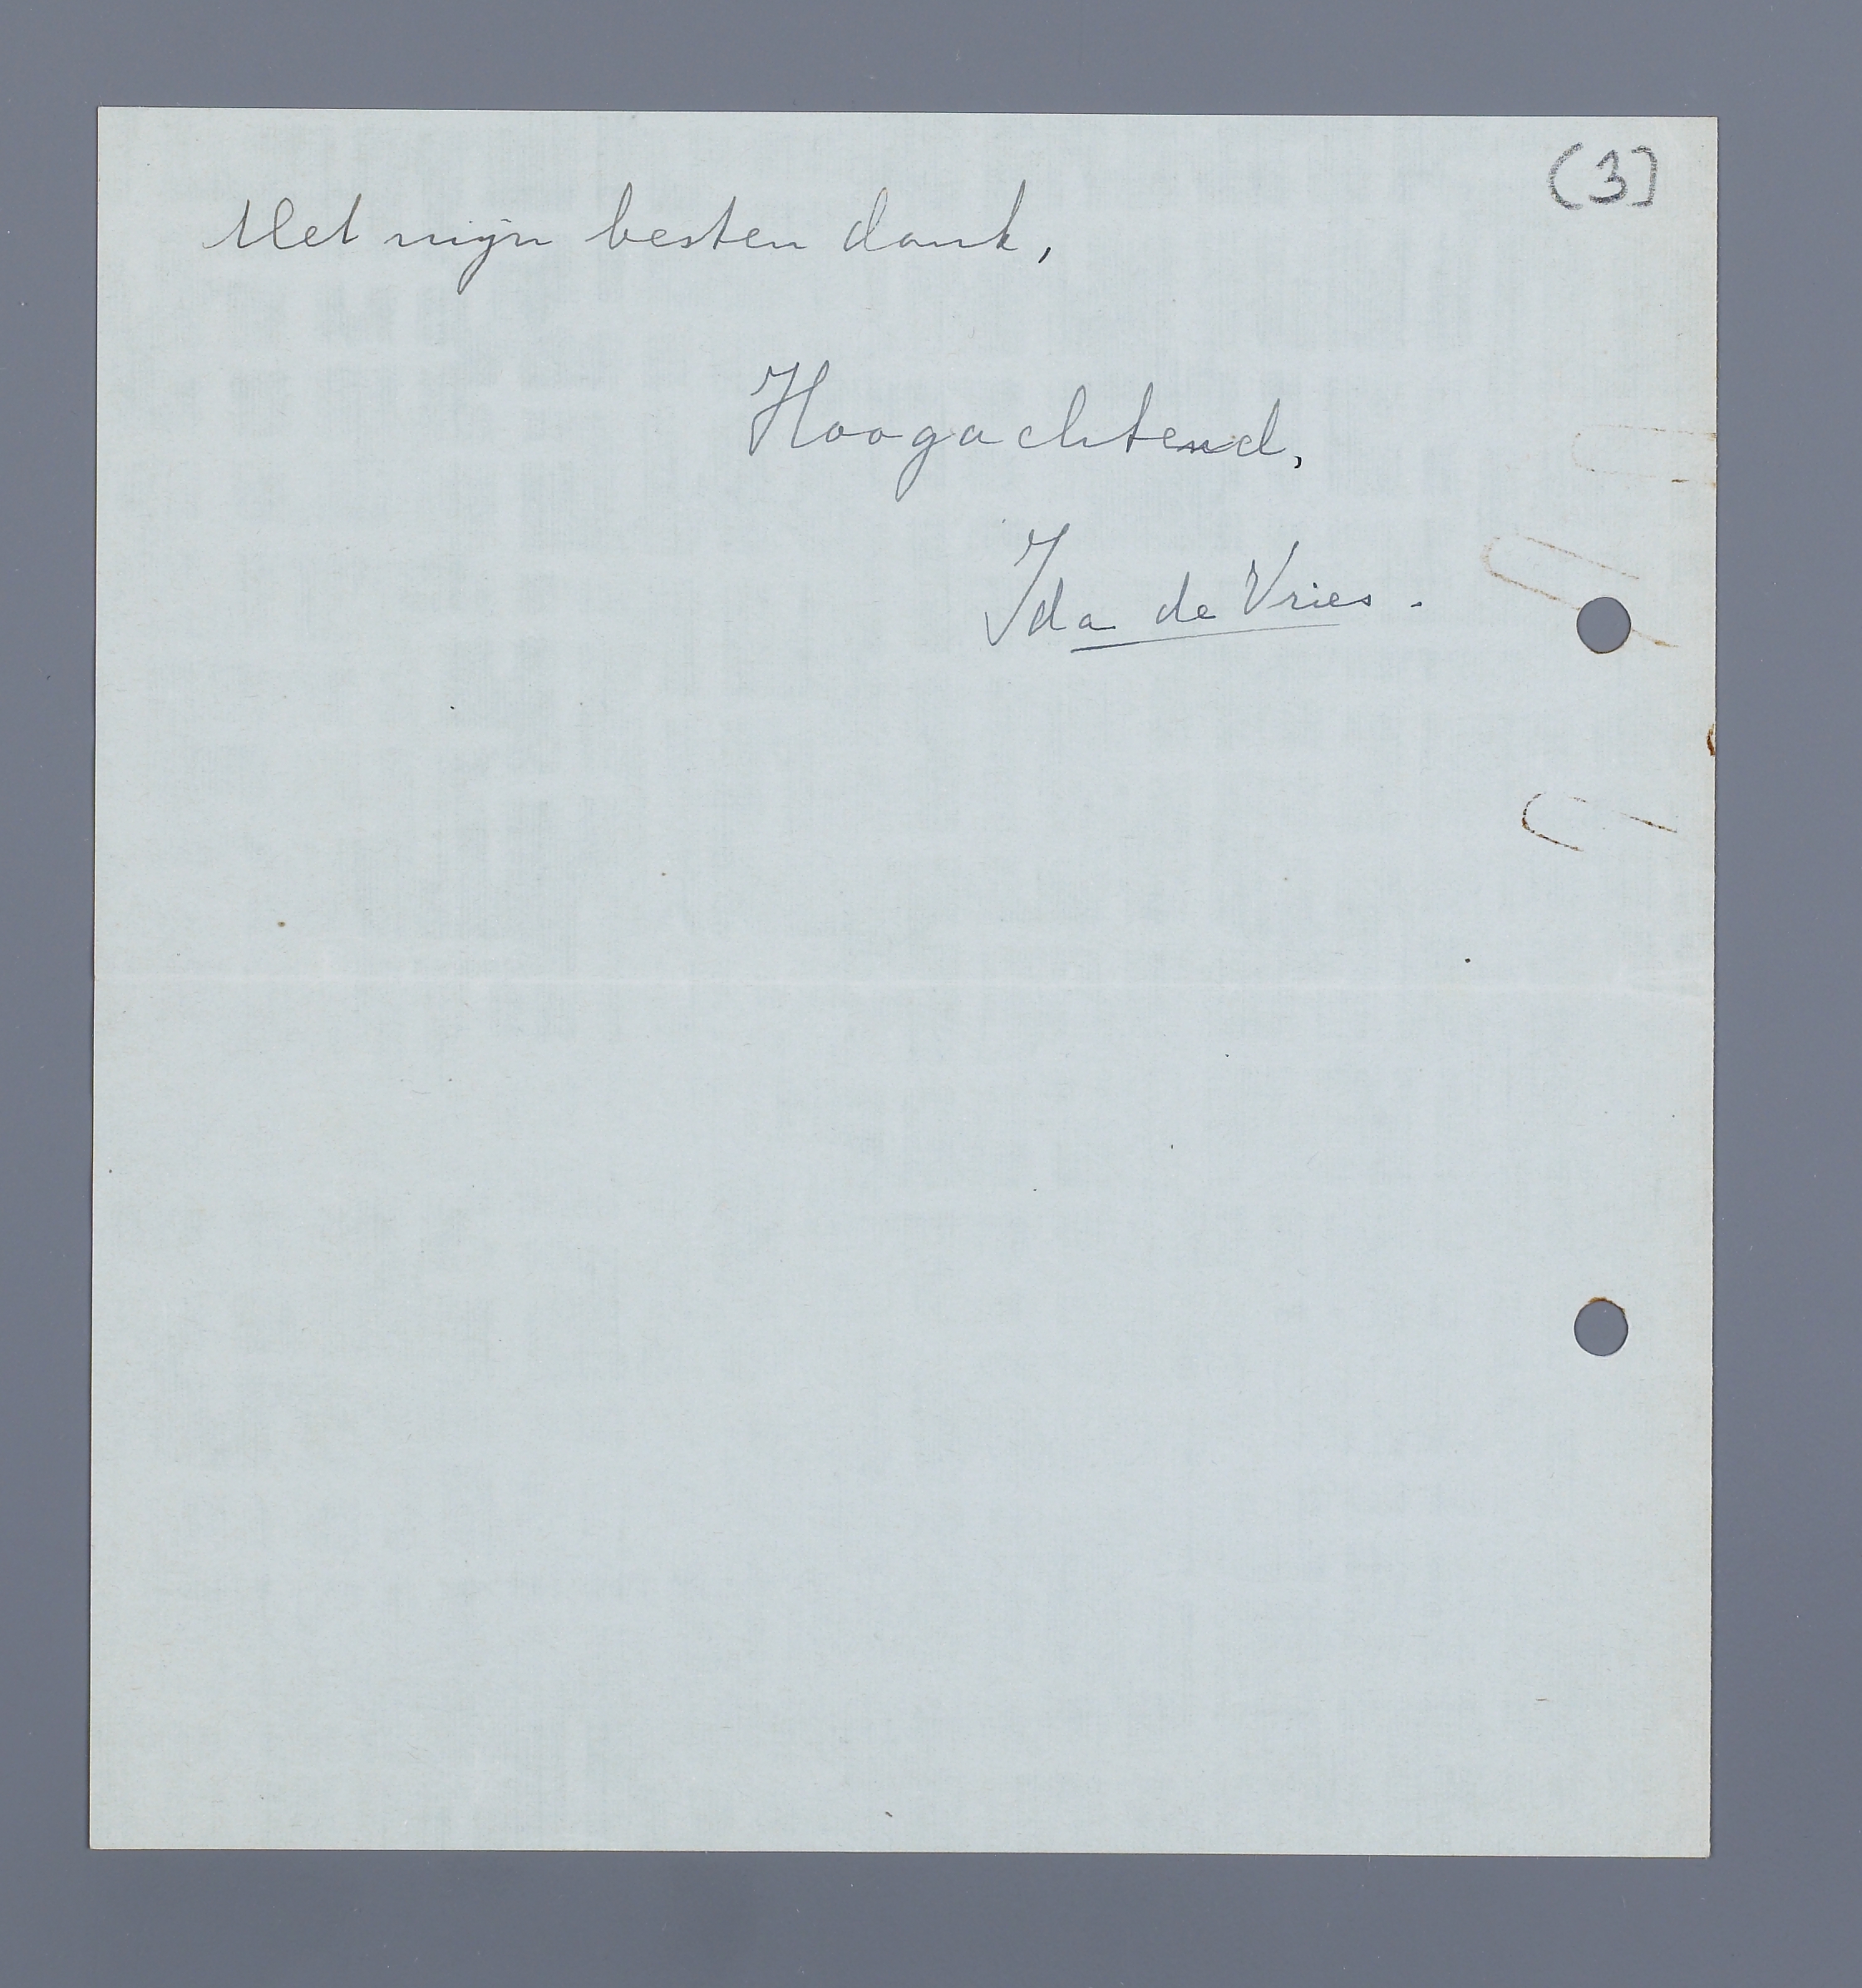 (3)
Met mijn besten dank,
Hoogachtend,
Ida de Vries.